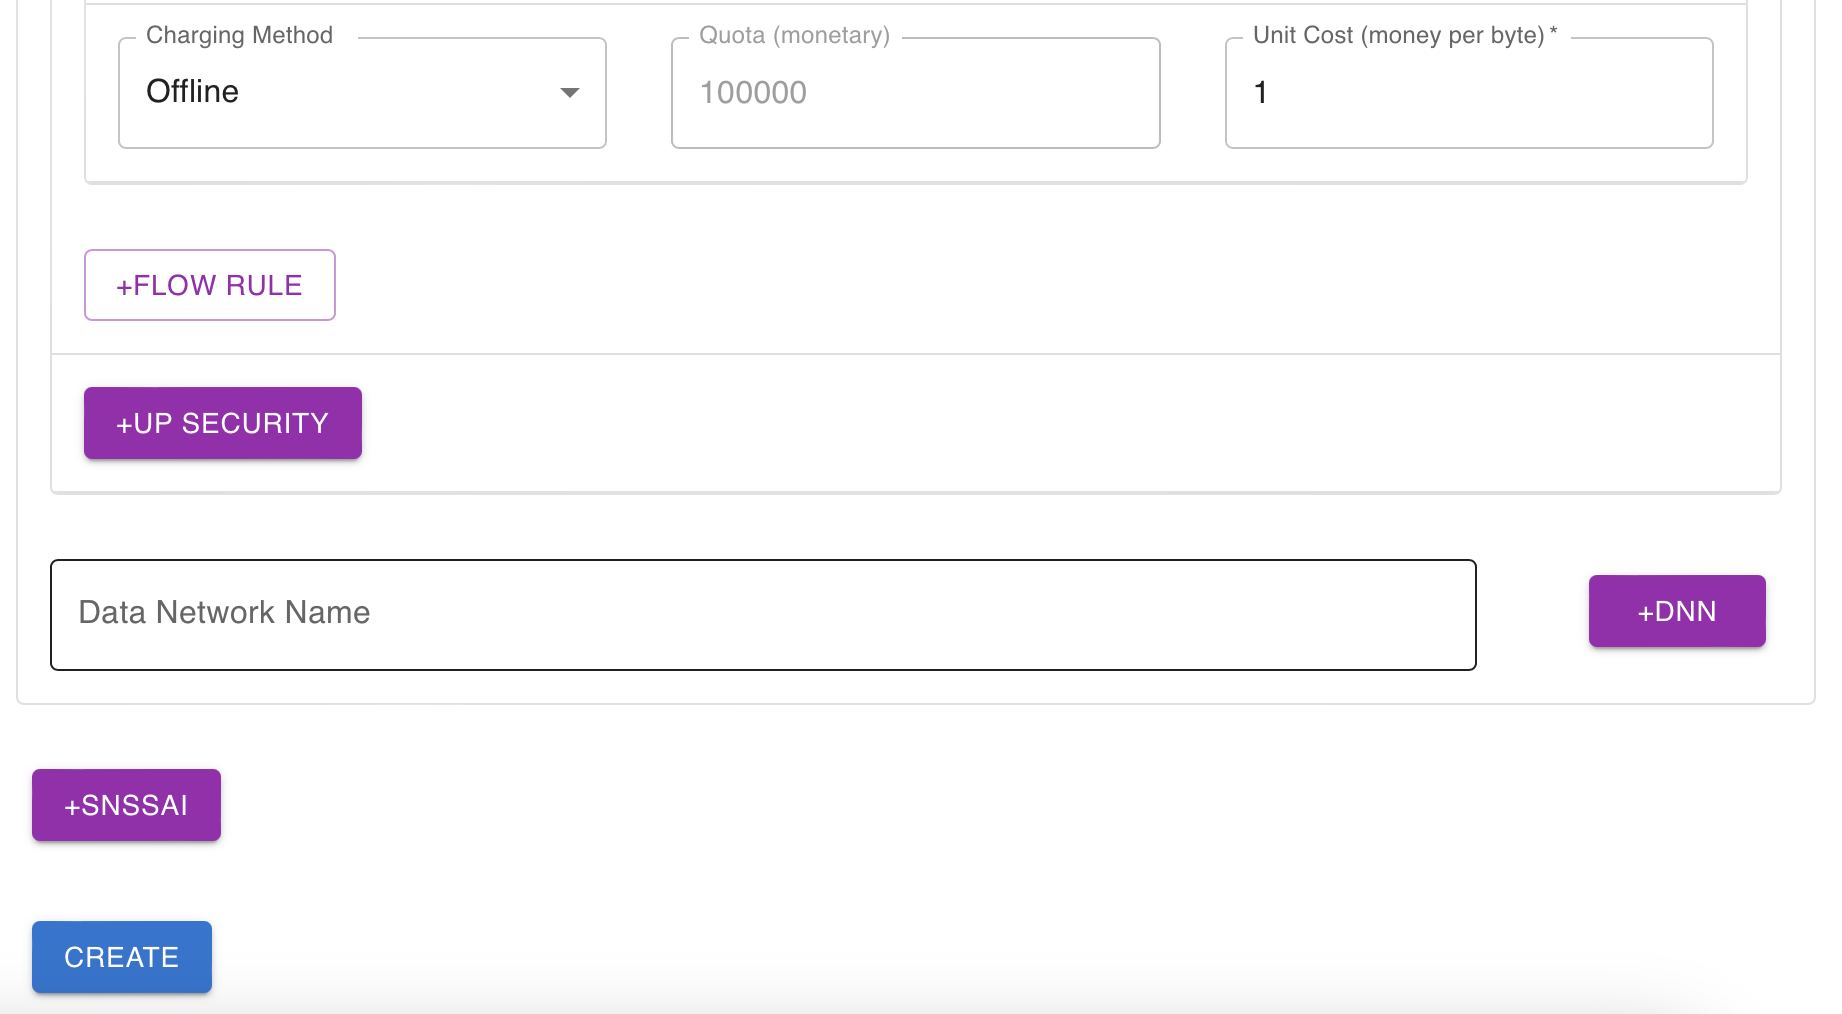 Charging Method
Quota (monetary)
Unit Cost (money per byte) *
Offline
100000
1
+FLOW RULE
+UP SECURITY
Data Network Name
+DNN
+SNSSAI
CREATE